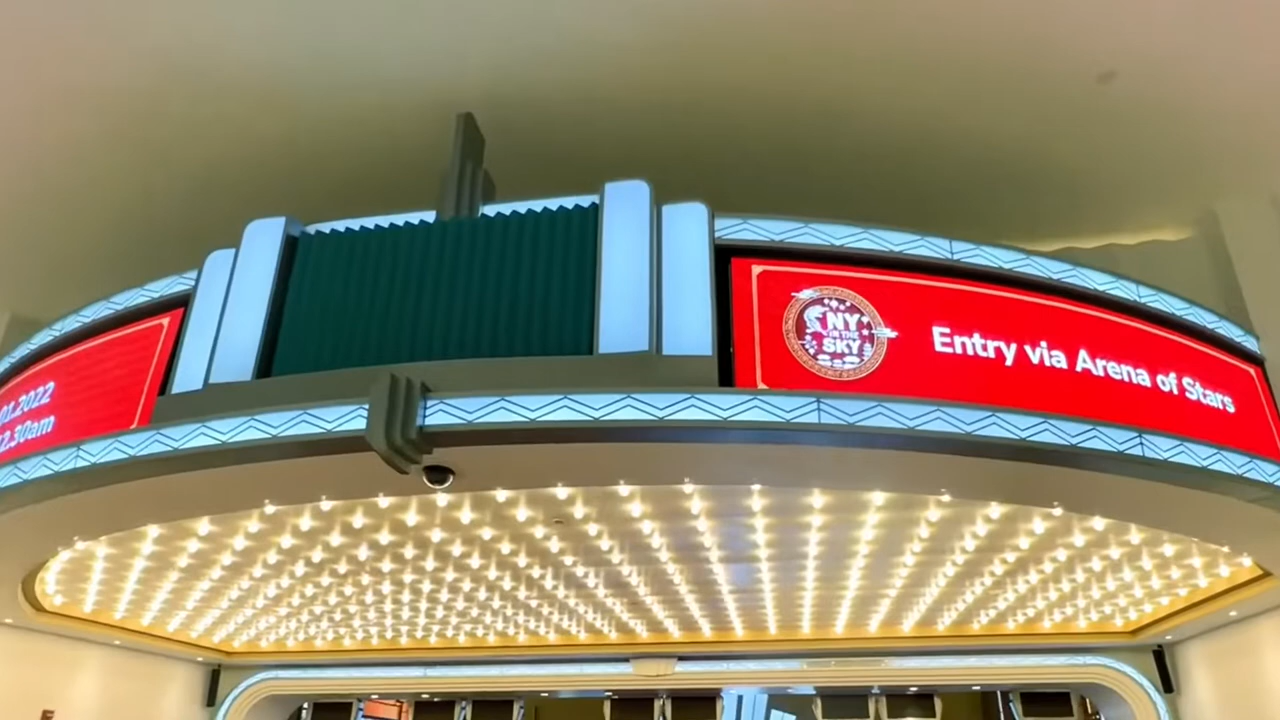 01.2022
2.30am
NY
IN THE
SKY
Entry via Arena of Stars